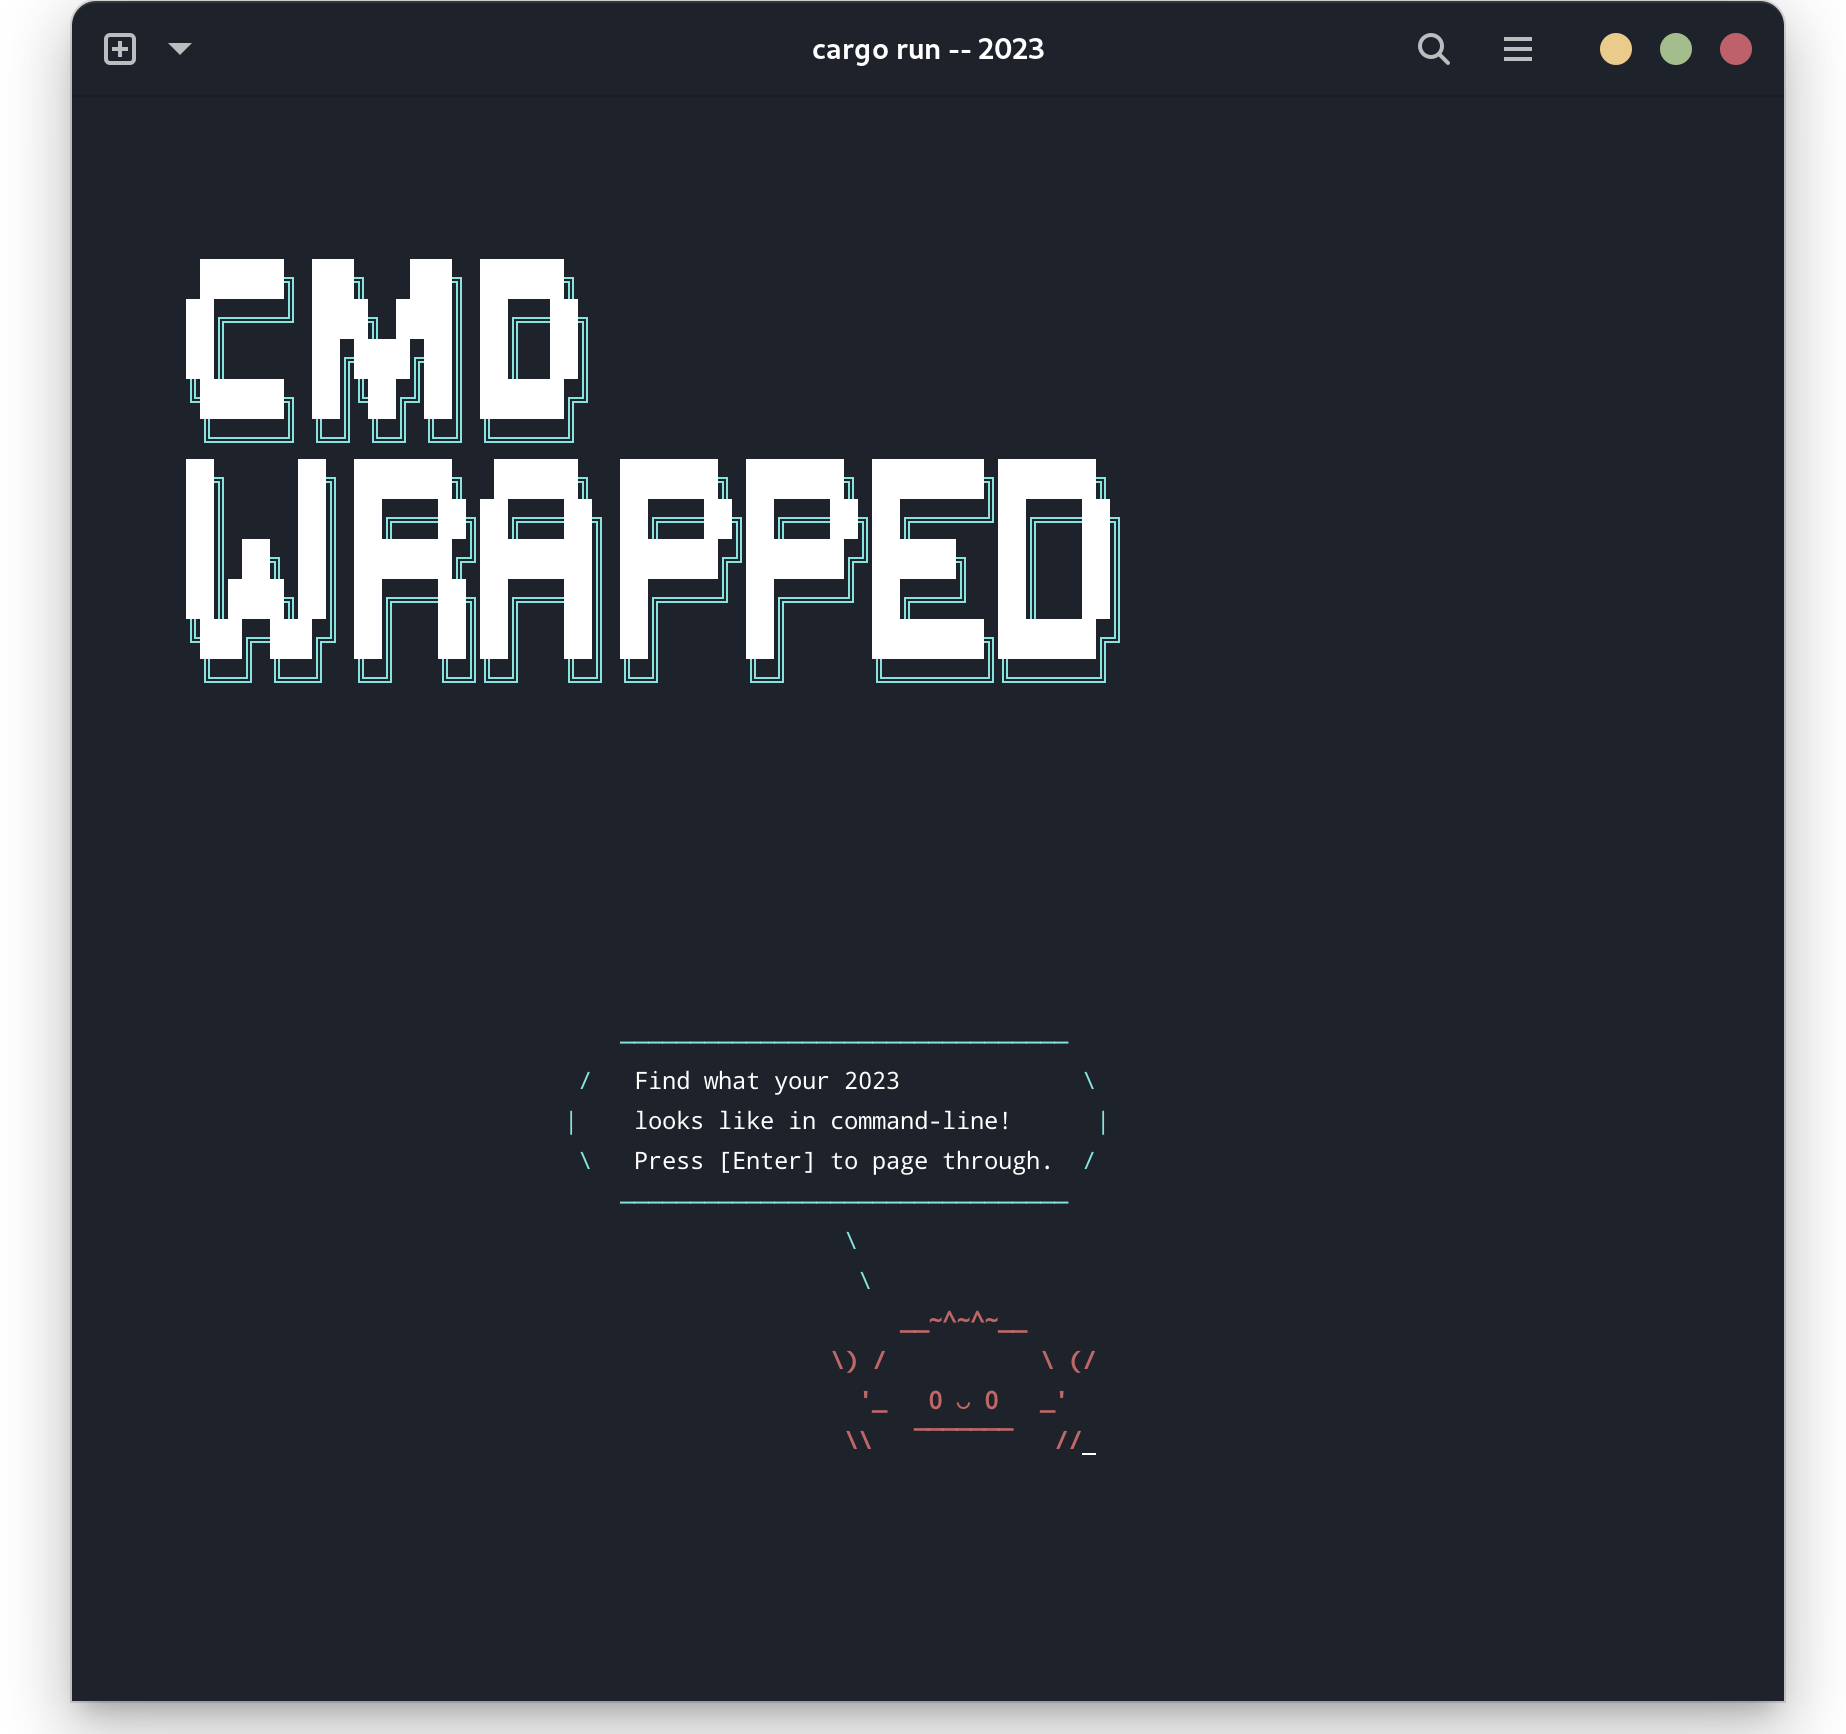 cargo run -- 2023
CMD
WRAPPED
Find what your 2023
looks like in command-line!
Press [Enter] to page through.